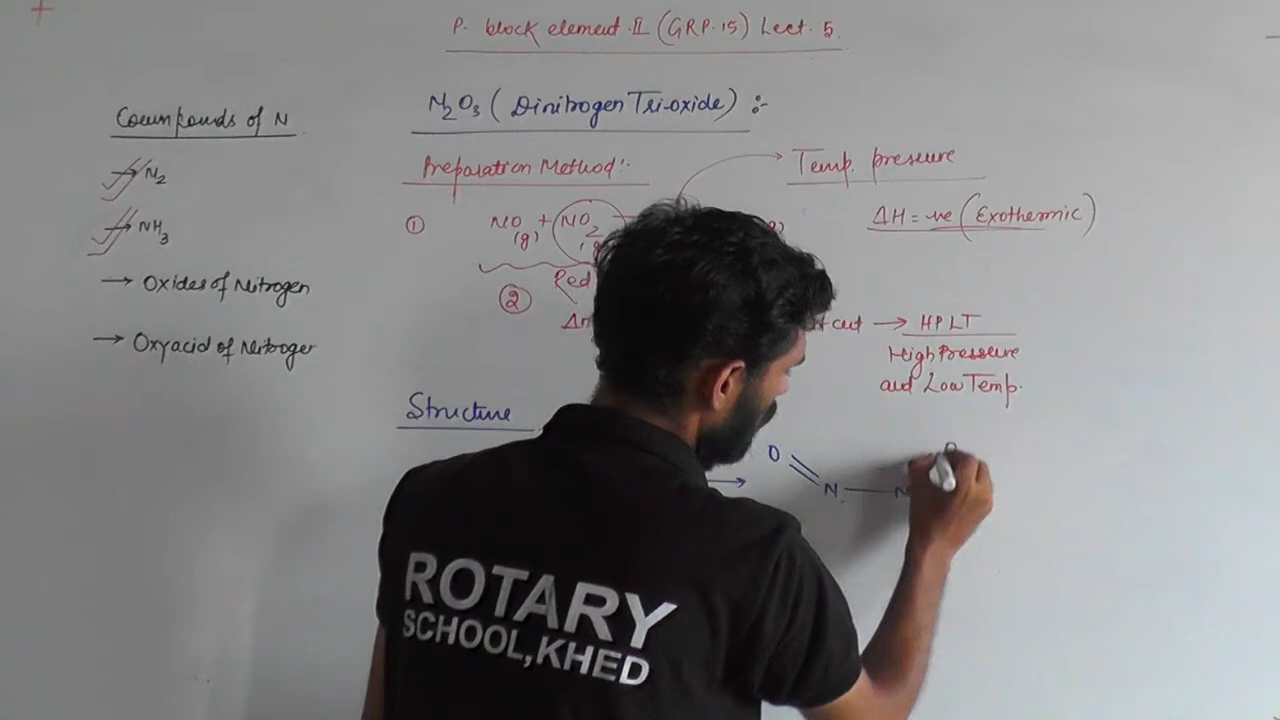 P. block element-II (GRP.15) Lect. 5.
N2O3 (Dinitrogen Tri-oxide) :-
Compounds of N
N2
NH3
→ Oxides of Nitrogen
→ Oxyacid of Nitrogen
Preparation Method:-
Temp. pressure
① NO + NO2
(g)
ΔH = -ve (Exothermic)
② Red
cut → HPLT
High Pressure
and Low Temp.
Structure
O
N — N
ROTARY
SCHOOL,KHED